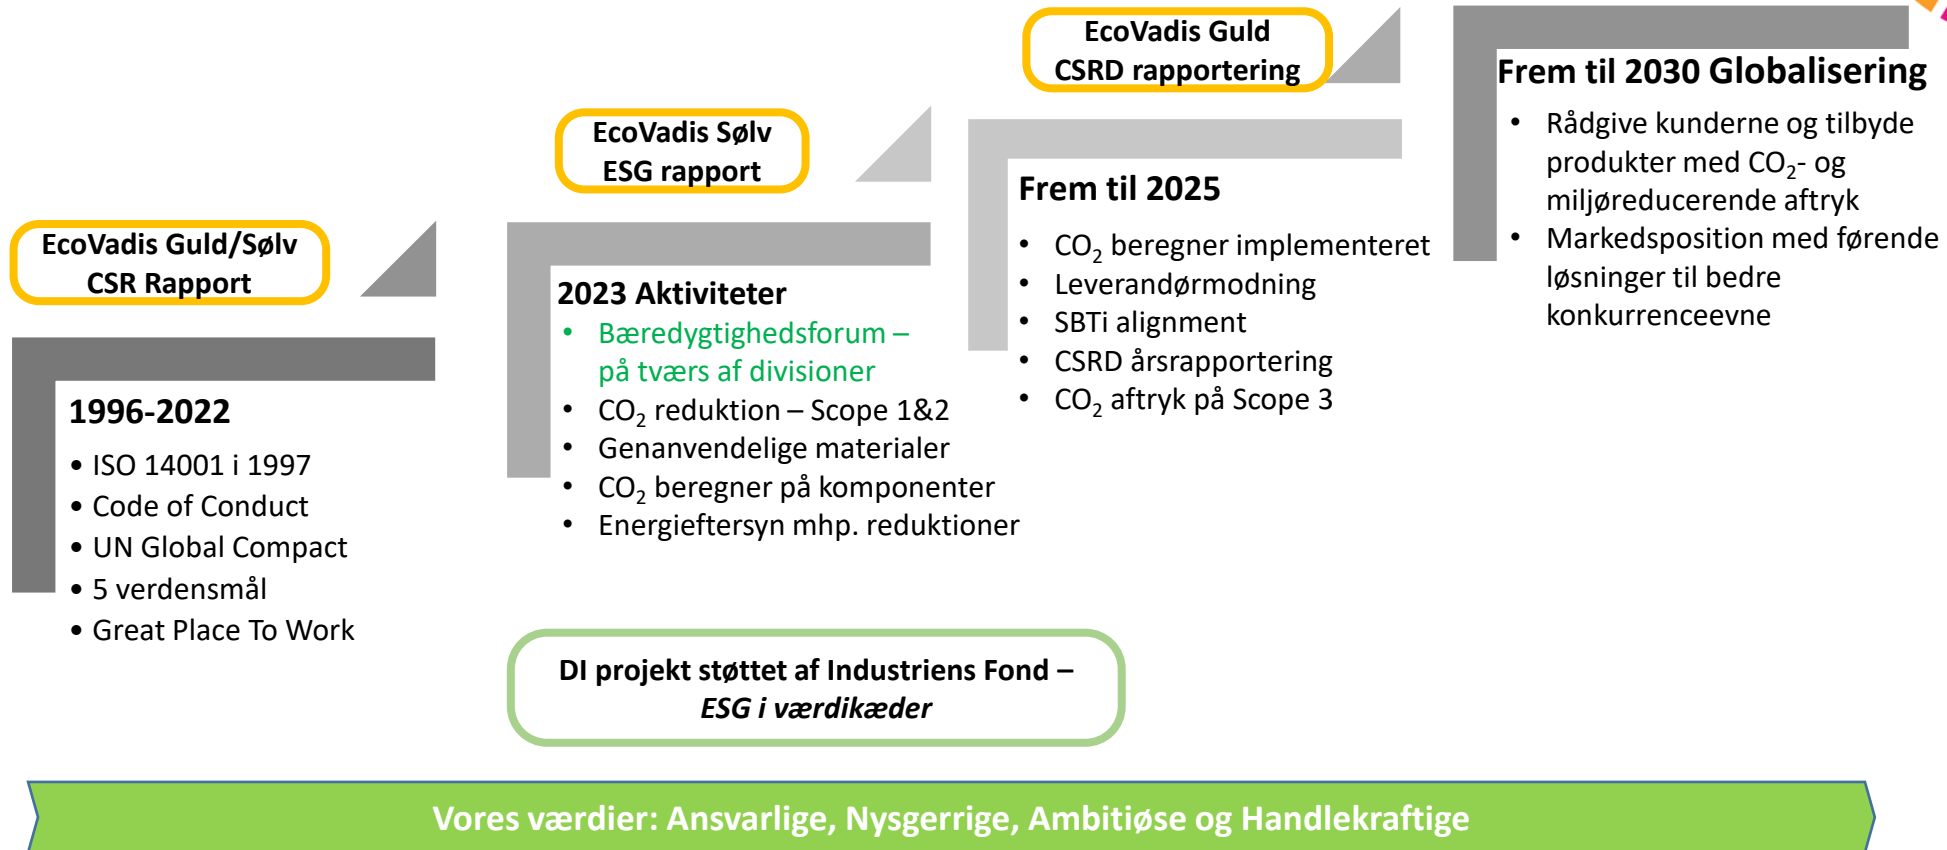 EcoVadis Guld/Sølv
CSR Rapport
1996-2022
• ISO 14001 i 1997
• Code of Conduct
• UN Global Compact
• 5 verdensmål
• Great Place To Work
EcoVadis Sølv
ESG rapport
2023 Aktiviteter
• Bæredygtighedsforum –
på tværs af divisioner
• CO₂ reduktion – Scope 1&2
• Genanvendelige materialer
• CO₂ beregner på komponenter
• Energieftersyn mhp. reduktioner
EcoVadis Guld
CSRD rapportering
Frem til 2025
• CO₂ beregner implementeret
• Leverandørmodning
• SBTi alignment
• CSRD årsrapportering
• CO₂ aftryk på Scope 3
Frem til 2030 Globalisering
• Rådgive kunderne og tilbyde
produkter med CO₂- og
miljøreducerende aftryk
• Markedsposition med førende
løsninger til bedre
konkurrenceevne
DI projekt støttet af Industriens Fond –
ESG i værdikæder
Vores værdier: Ansvarlige, Nysgerrige, Ambitiøse og Handlekraftige